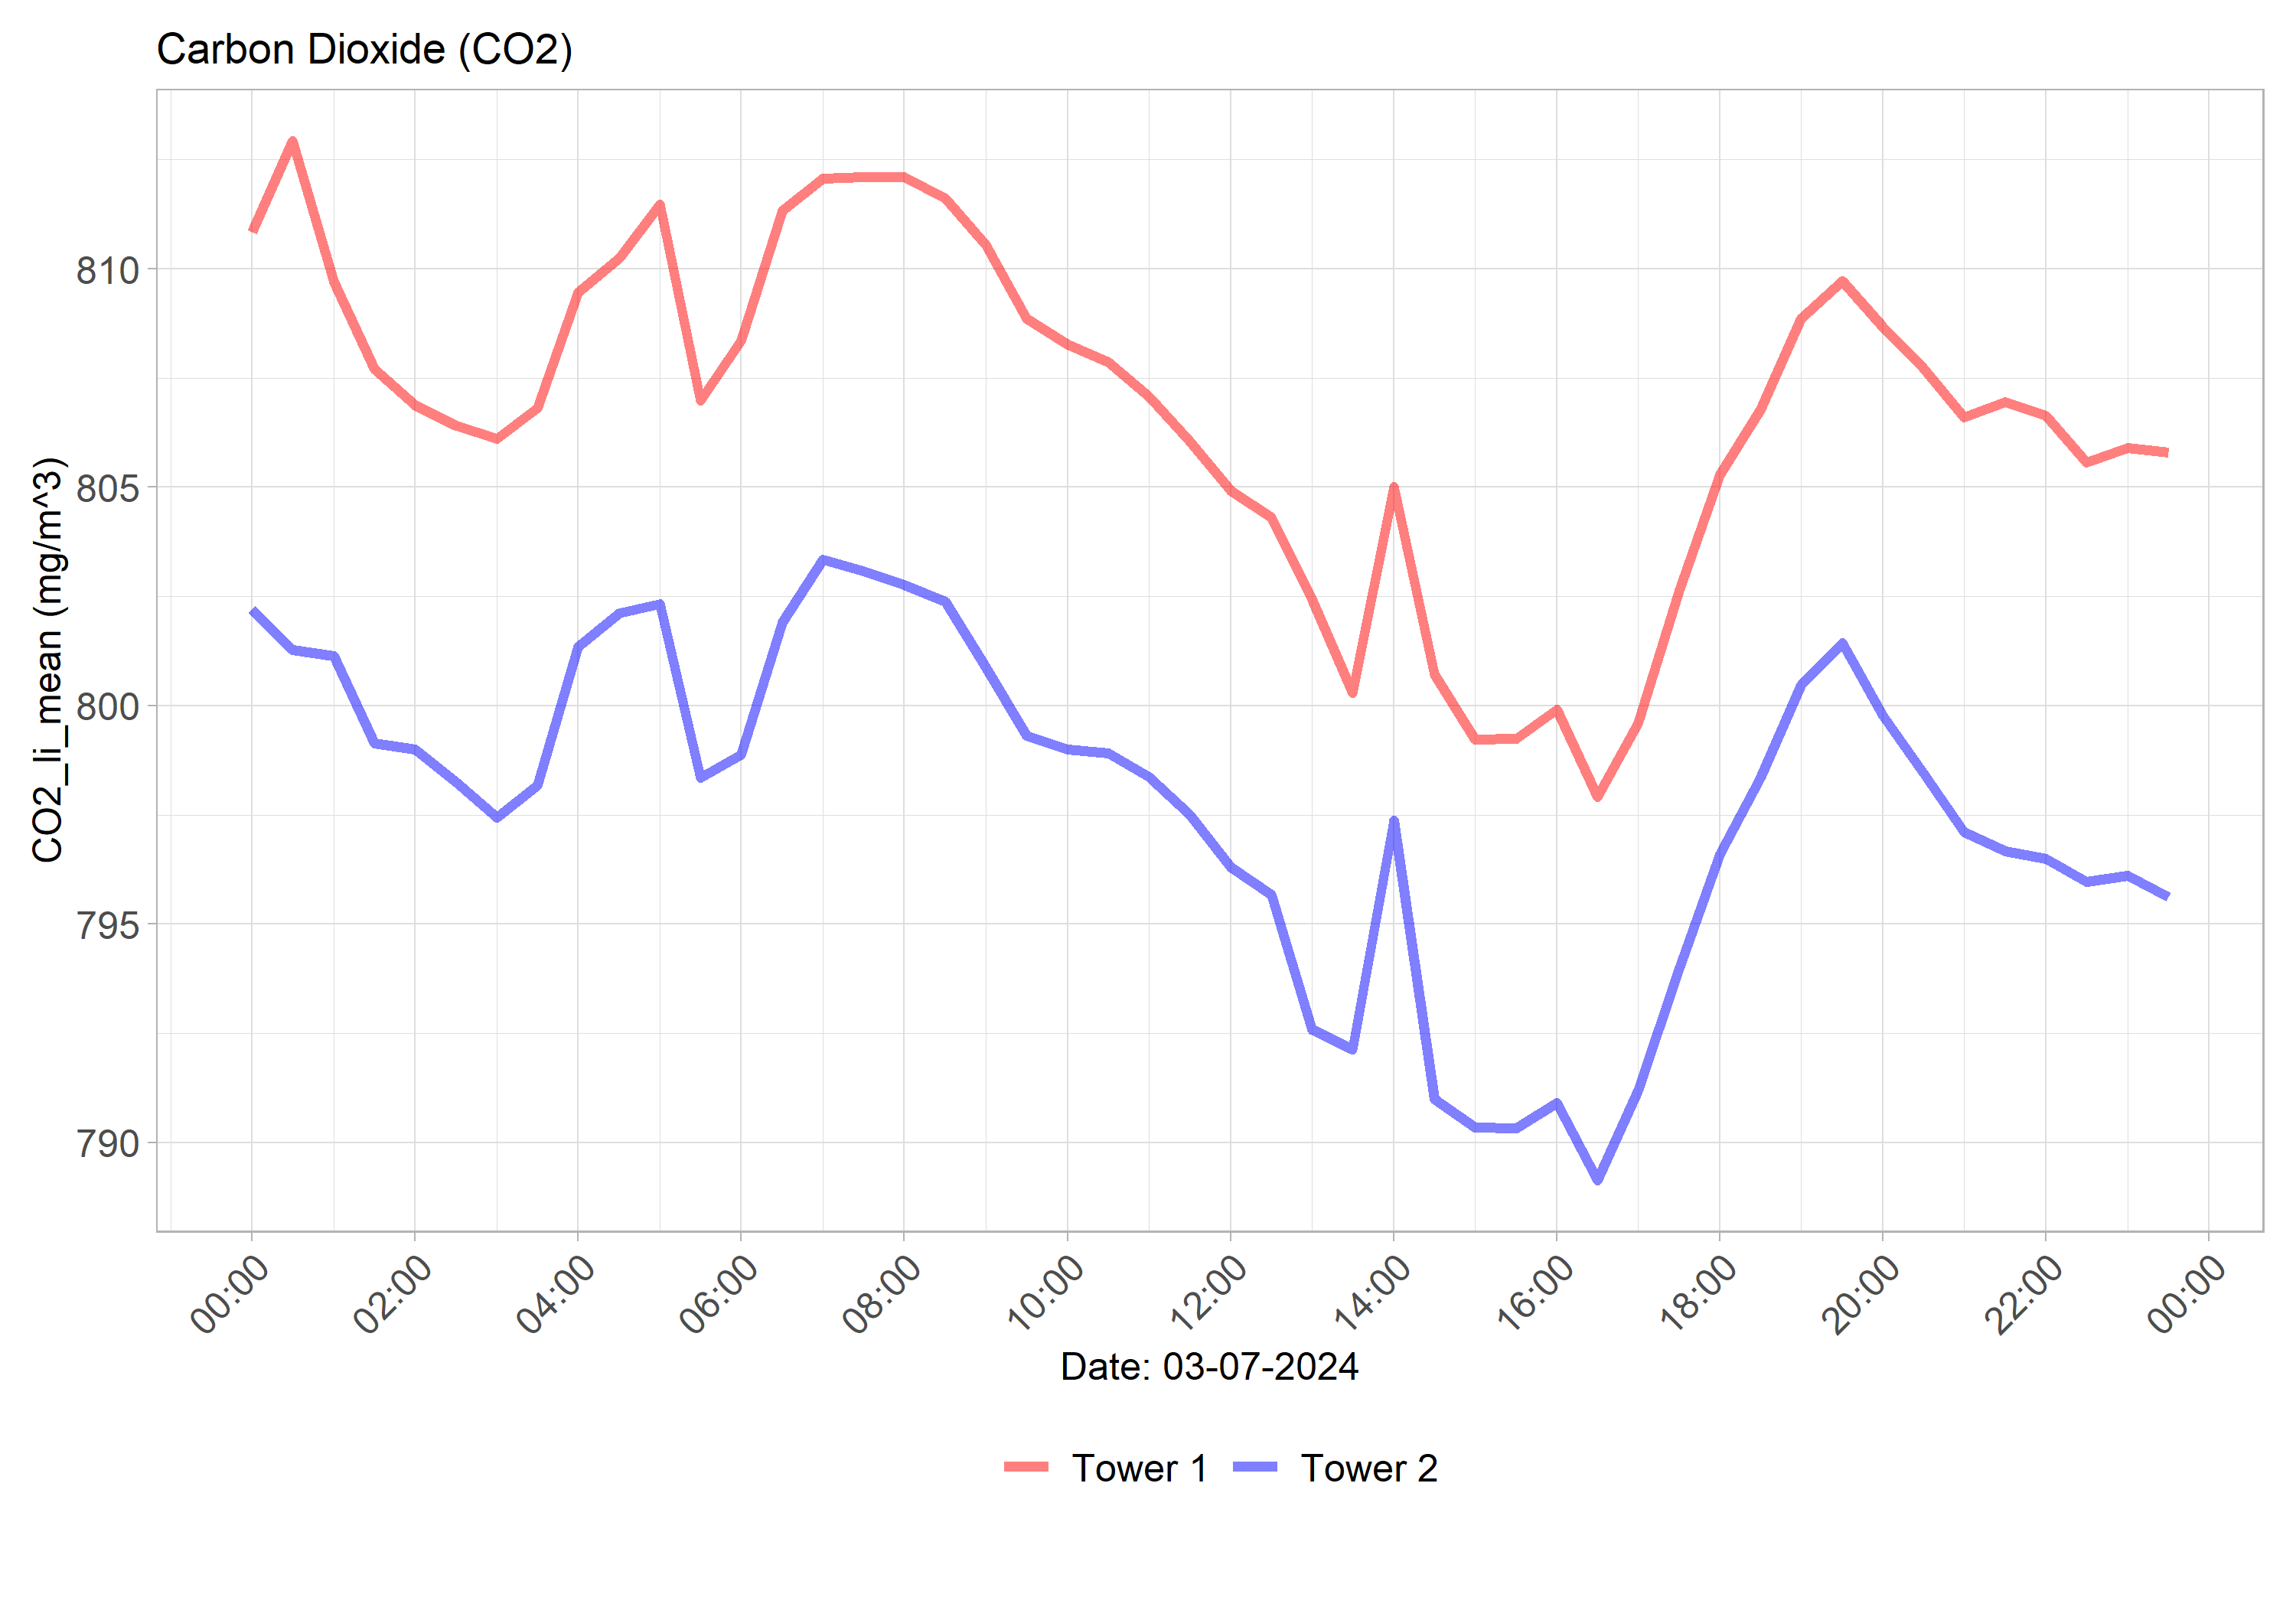 Carbon Dioxide (CO2)
CO2_li_mean (mg/m^3)
810
805
800
795
790
00:00 02:00 04:00 06:00 08:00 10:00 12:00 14:00 16:00 18:00 20:00 22:00 00:00
Date: 03-07-2024
Tower 1 Tower 2